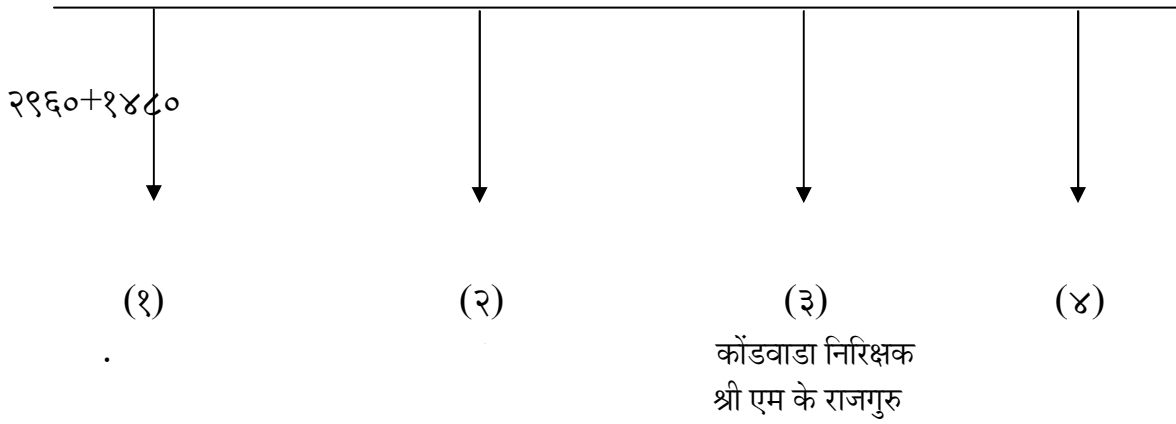 २९६०+१४८०
(१) (२) (३) (४)
.
कोंडवाडा निरिक्षक
श्री एम के राजगुरु